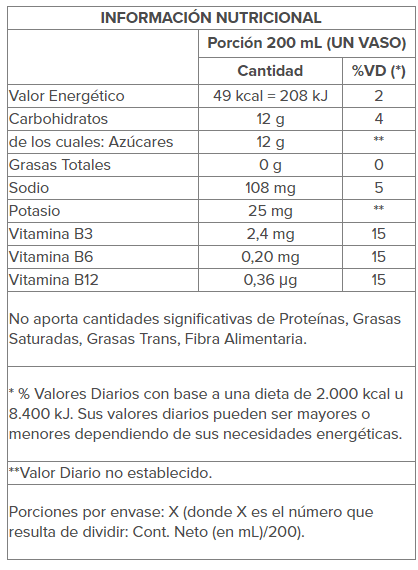 INFORMACIÓN NUTRICIONAL
Porción 200 mL (UN VASO)
Cantidad %VD (*)
Valor Energético 49 kcal = 208 kJ 2
Carbohidratos 12 g 4
de los cuales: Azúcares 12 g **
Grasas Totales 0 g 0
Sodio 108 mg 5
Potasio 25 mg **
Vitamina B3 2,4 mg 15
Vitamina B6 0,20 mg 15
Vitamina B12 0,36 µg 15
No aporta cantidades significativas de Proteínas, Grasas
Saturadas, Grasas Trans, Fibra Alimentaria.
* % Valores Diarios con base a una dieta de 2.000 kcal u
8.400 kJ. Sus valores diarios pueden ser mayores o
menores dependiendo de sus necesidades energéticas.
**Valor Diario no establecido.
Porciones por envase: X (donde X es el número que
resulta de dividir: Cont. Neto (en mL)/200).